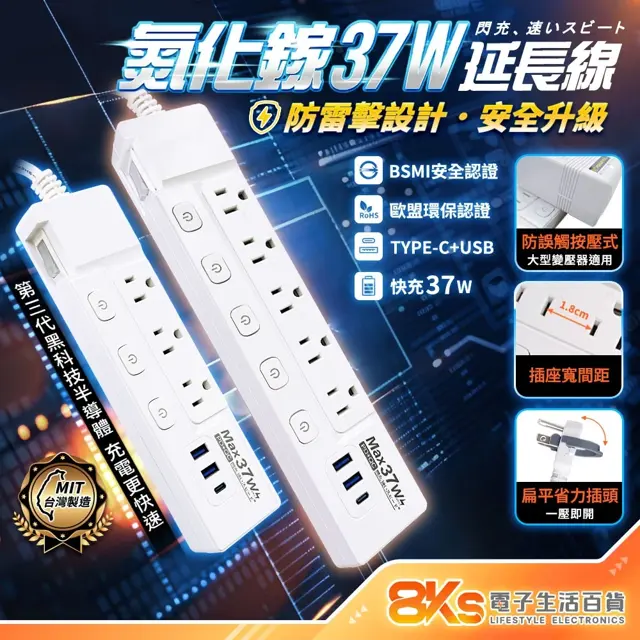 閃充、速いスピード
氮化鎵37W延長線
防雷擊設計·安全升級
BSMI安全認證
RoHS
歐盟環保認證
TYPE-C+USB
快充37W
防誤觸按壓式
大型變壓器適用
1.8cm
插座寬間距
扁平省力插頭
一壓即開
第三代黑科技半導體 充電更快速
MIT
台灣製造
Max37W
Max37W
8Ks電子生活百貨
LIFESTYLE ELECTRONICS